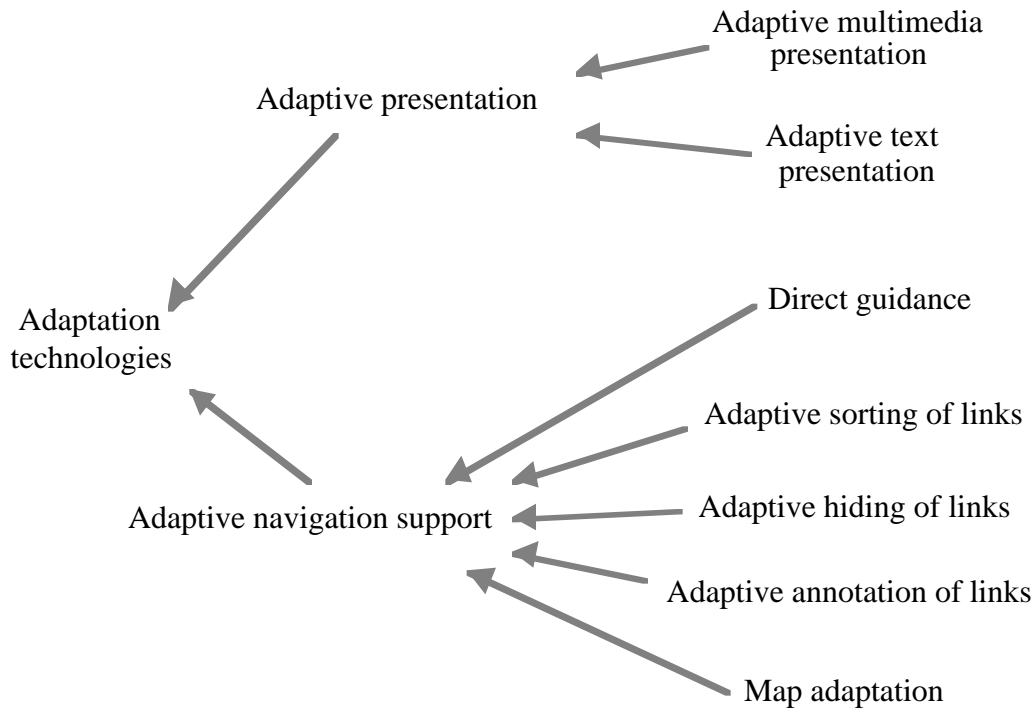 Adaptive multimedia
presentation
Adaptive presentation
Adaptive text
presentation
Direct guidance
Adaptation
technologies
Adaptive sorting of links
Adaptive navigation support
Adaptive hiding of links
Adaptive annotation of links
Map adaptation